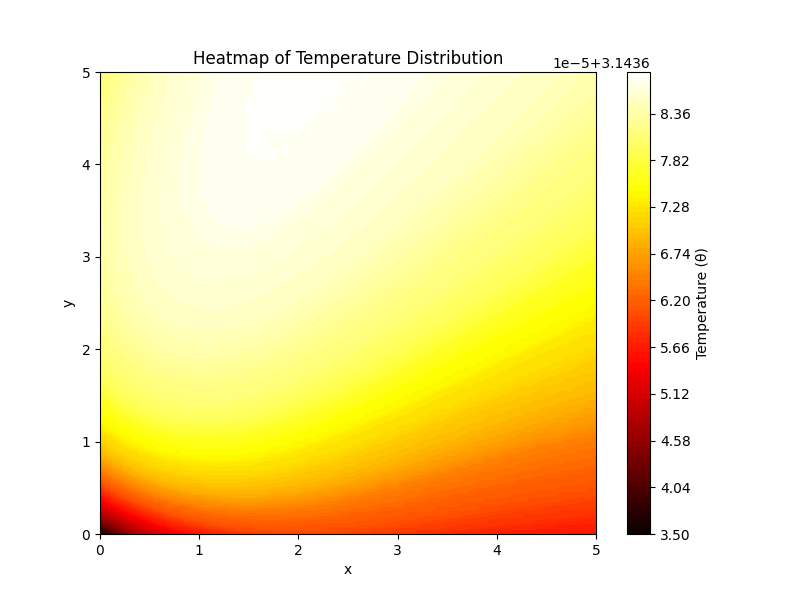 Heatmap of Temperature Distribution
1e−5+3.1436
5
4
3
2
1
0
y
0 1 2 3 4 5
x
8.36
7.82
7.28
6.74
6.20
5.66
5.12
4.58
4.04
3.50
Temperature (θ)